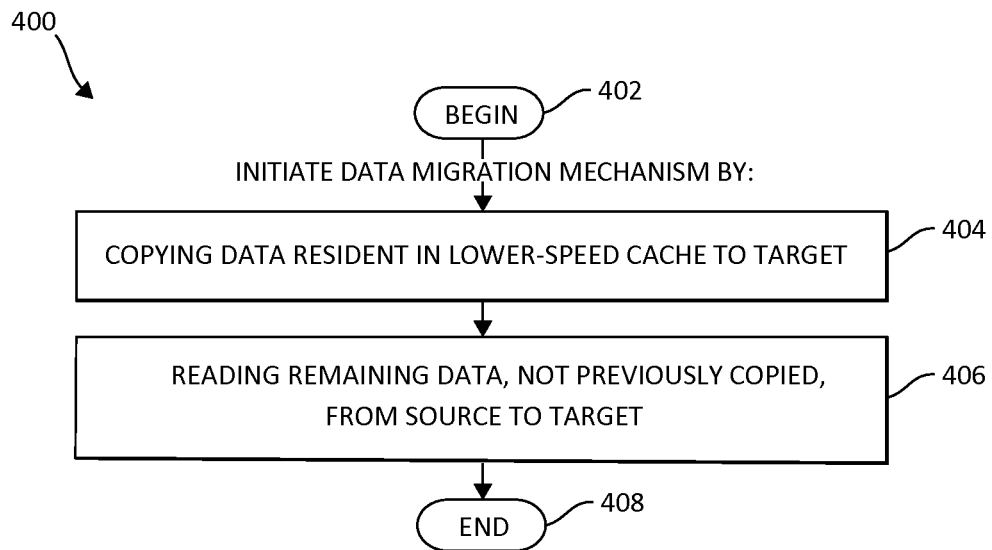 400
BEGIN
402
INITIATE DATA MIGRATION MECHANISM BY:
COPYING DATA RESIDENT IN LOWER-SPEED CACHE TO TARGET
404
READING REMAINING DATA, NOT PREVIOUSLY COPIED,
FROM SOURCE TO TARGET
406
END
408